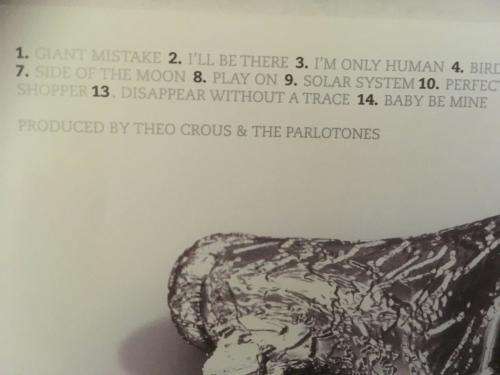 1. GIANT MISTAKE 2. I'LL BE THERE 3. I'M ONLY HUMAN 4. BIRD
7. SIDE OF THE MOON 8. PLAY ON 9. SOLAR SYSTEM 10. PERFECT
SHOPPER 13. DISAPPEAR WITHOUT A TRACE 14. BABY BE MINE
PRODUCED BY THEO CROUS & THE PARLOTONES